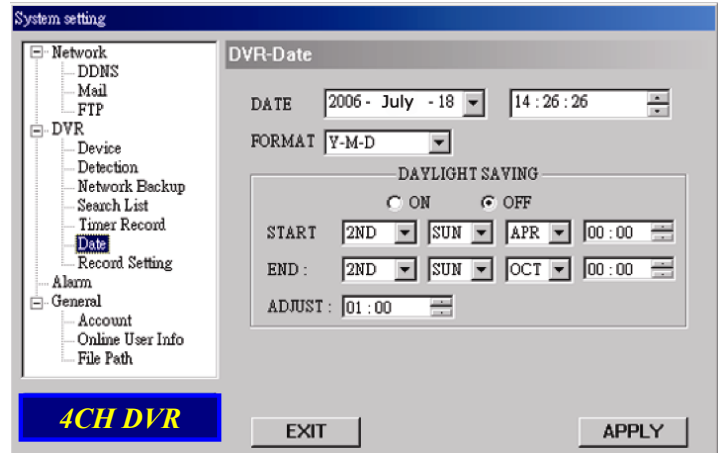 System setting
Network
DDNS
Mail
FTP
DVR
Device
Detection
Network Backup
Search List
Timer Record
Date
Record Setting
Alarm
General
Account
Online User Info
File Path
4CH DVR
DVR-Date
DATE 2006 - July - 18 14 : 26 : 26
FORMAT Y-M-D
DAYLIGHT SAVING
ON OFF
START 2ND SUN APR 00 : 00
END : 2ND SUN OCT 00 : 00
ADJUST : 01 : 00
EXIT APPLY